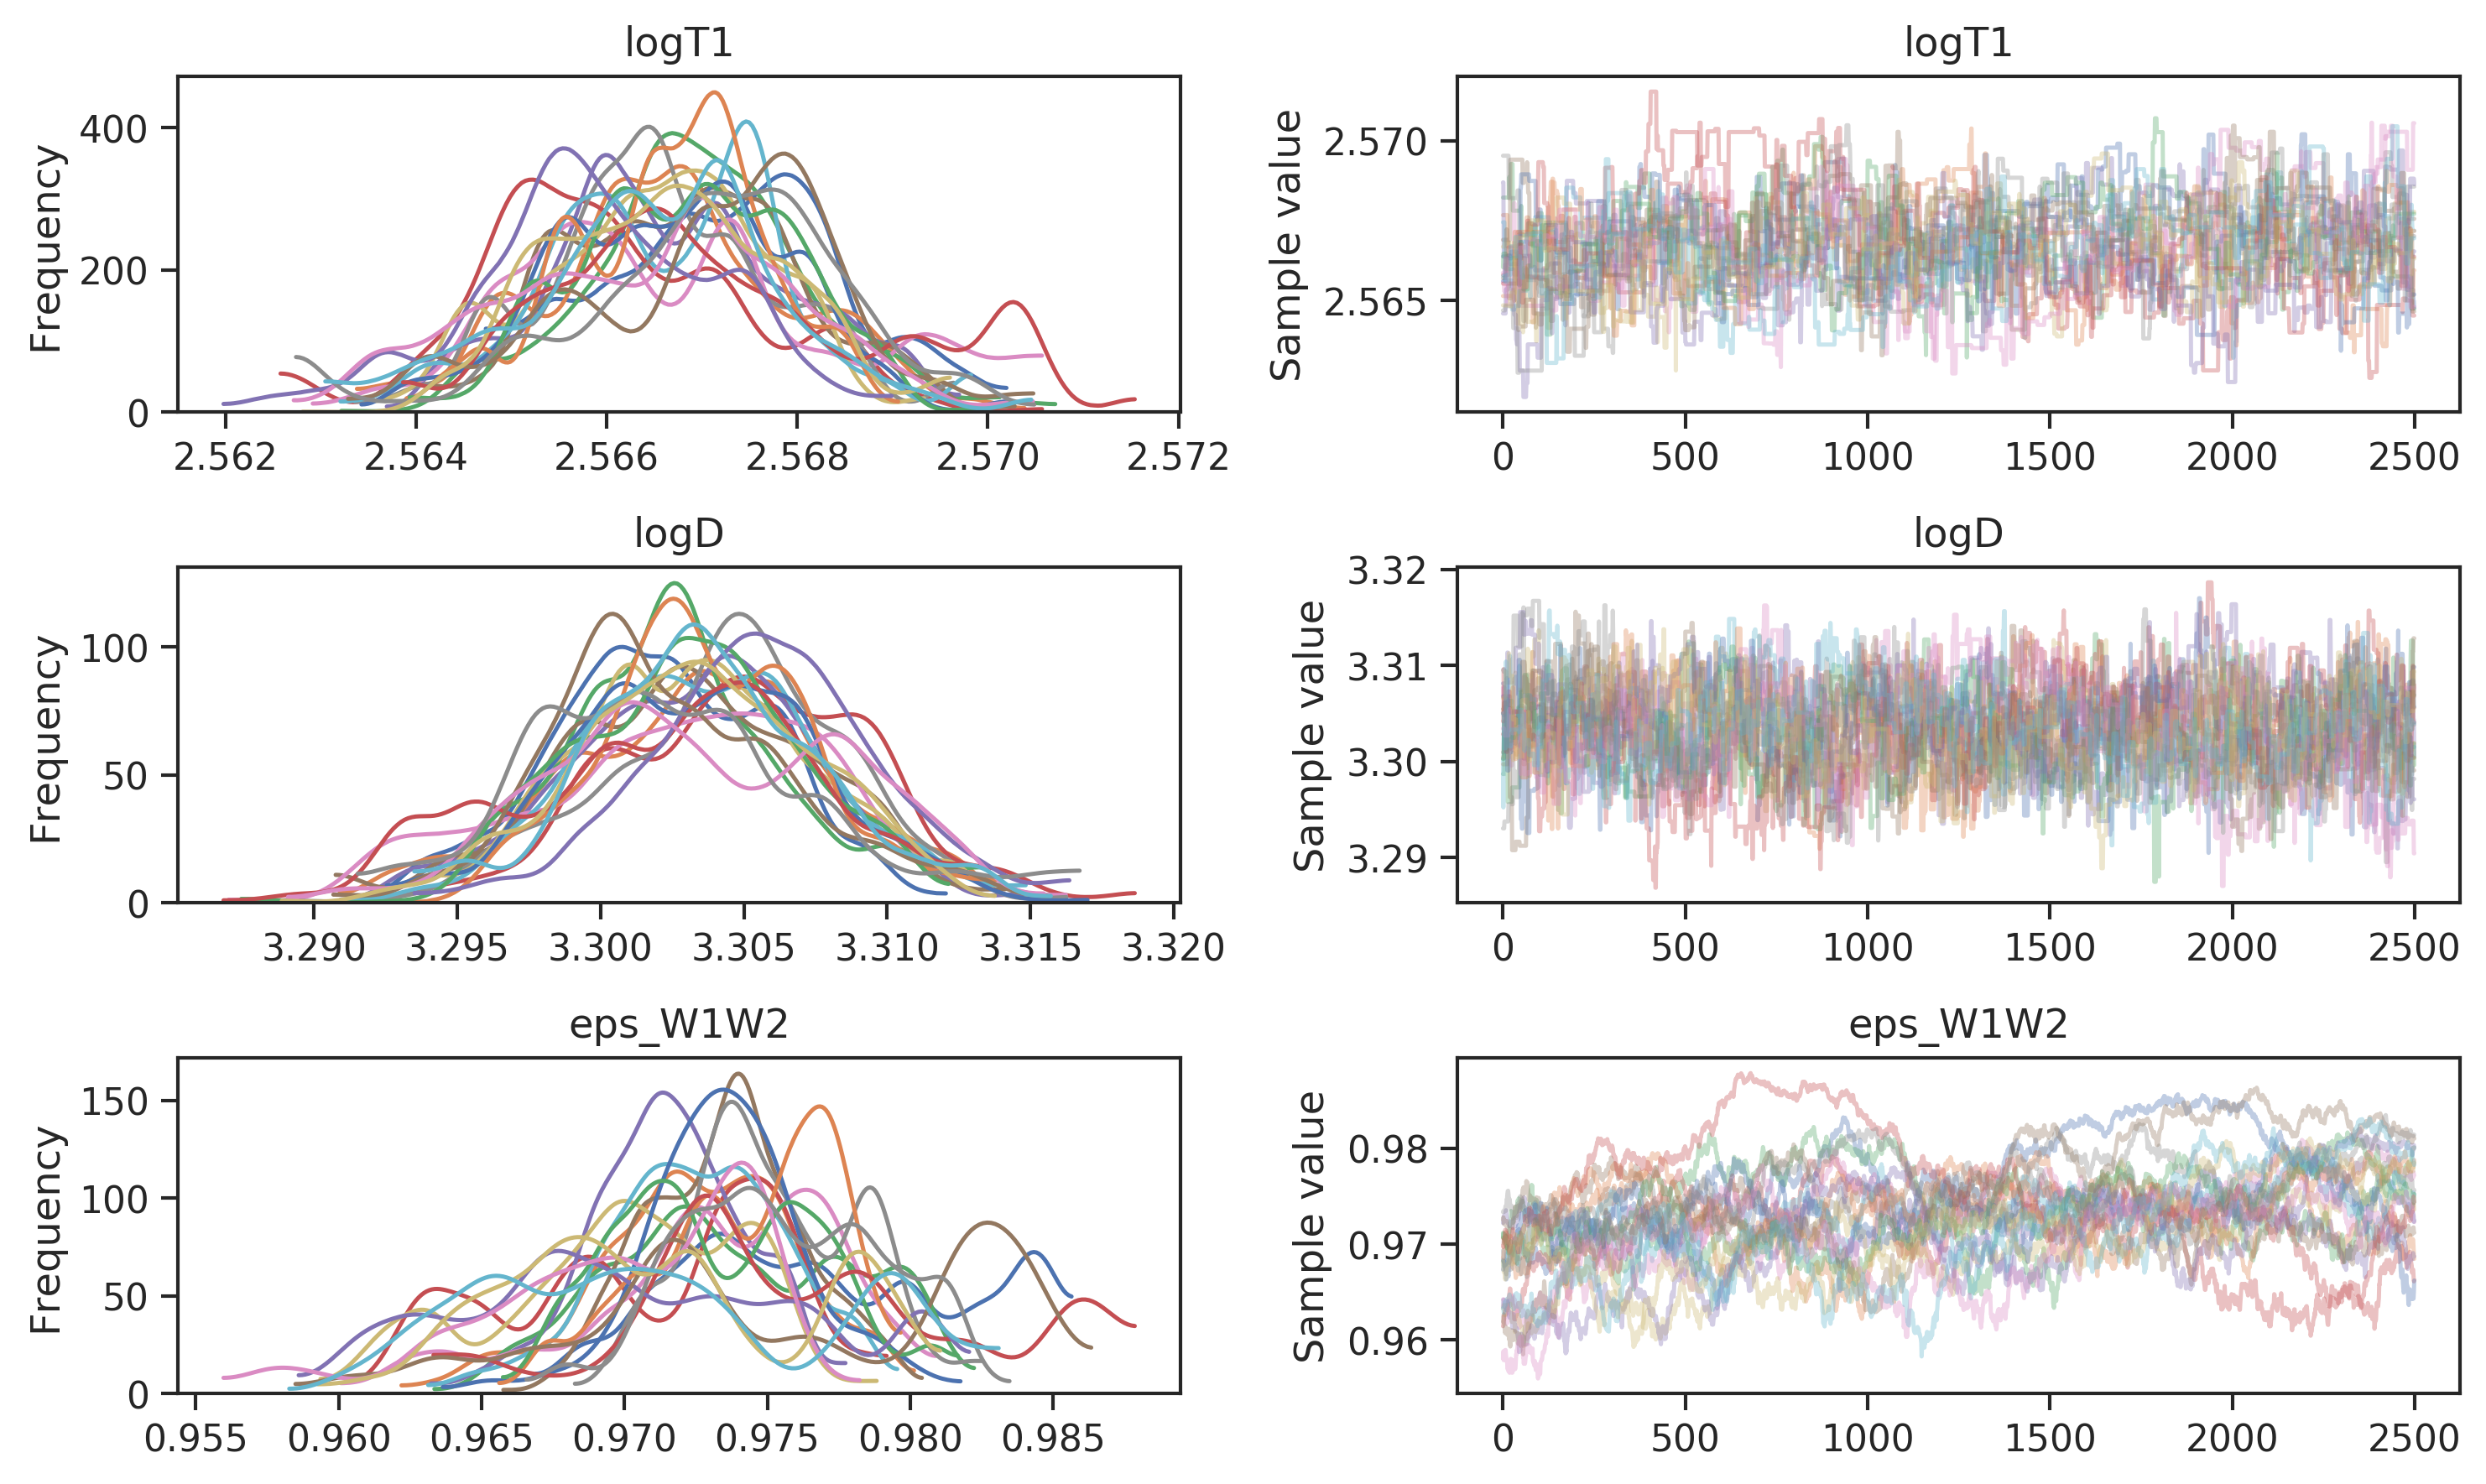 logT1
logT1
Frequency
400
200
0
2.562 2.564 2.566 2.568 2.570 2.572
Sample value
2.570
2.565
0 500 1000 1500 2000 2500
logD
logD
Frequency
100
50
0
3.290 3.295 3.300 3.305 3.310 3.315 3.320
Sample value
3.32
3.31
3.30
3.29
0 500 1000 1500 2000 2500
eps_W1W2
eps_W1W2
Frequency
150
100
50
0
0.955 0.960 0.965 0.970 0.975 0.980 0.985
Sample value
0.98
0.97
0.96
0 500 1000 1500 2000 2500